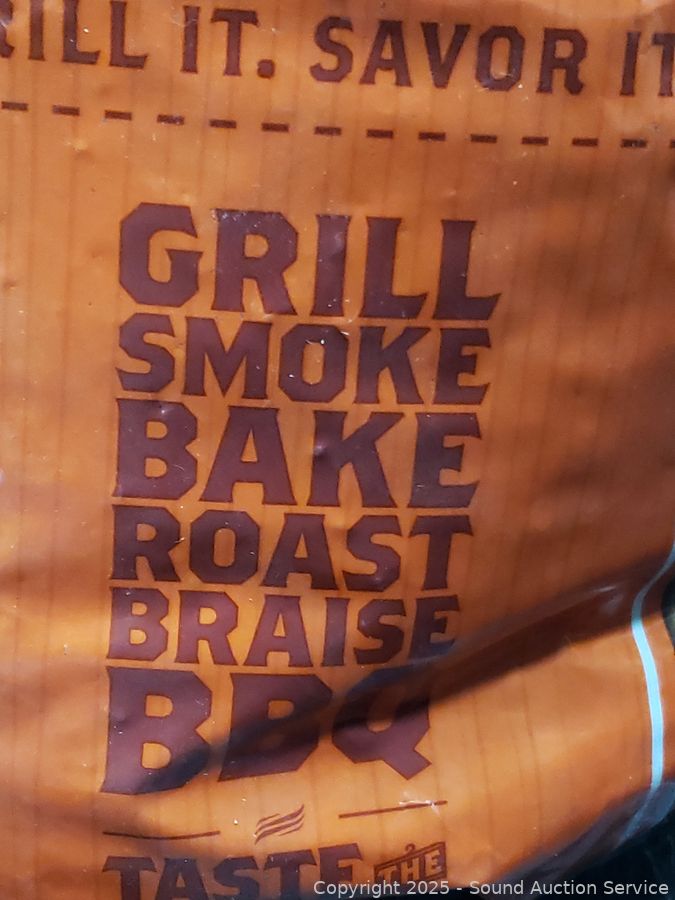 RILL IT. SAVOR IT
GRILL
SMOKE
BAKE
ROAST
BRAISE
BBQ
TASTE THE
Copyright 2025 - Sound Auction Service